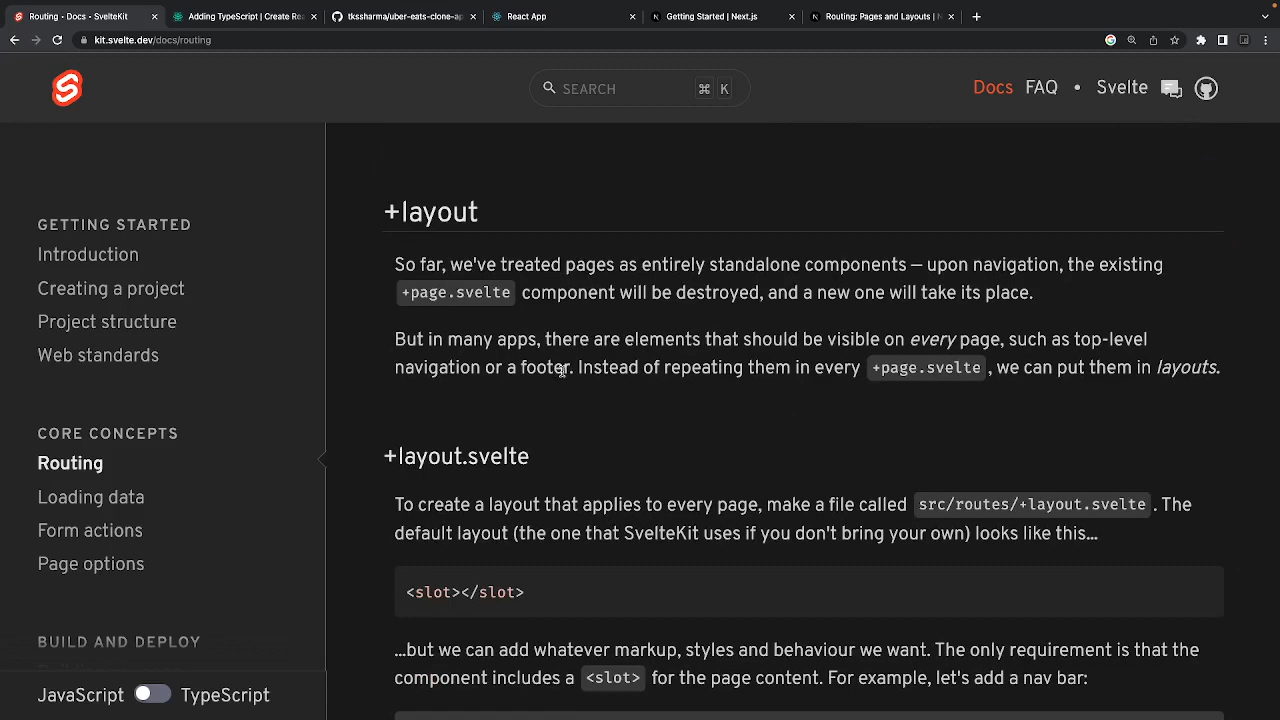 Routing - Docs - SvelteKit
Adding TypeScript | Create Rea
tkssharma/uber-eats-clone-ap
React App
Getting Started | Next.js
Routing: Pages and Layouts | N
kit.svelte.dev/docs/routing
SEARCH
⌘ K
Docs FAQ • Svelte
GETTING STARTED
Introduction
Creating a project
Project structure
Web standards
CORE CONCEPTS
Routing
Loading data
Form actions
Page options
BUILD AND DEPLOY
JavaScript TypeScript
+layout
So far, we've treated pages as entirely standalone components — upon navigation, the existing
+page.svelte component will be destroyed, and a new one will take its place.
But in many apps, there are elements that should be visible on every page, such as top-level
navigation or a footer. Instead of repeating them in every +page.svelte, we can put them in layouts.
+layout.svelte
To create a layout that applies to every page, make a file called src/routes/+layout.svelte. The
default layout (the one that SvelteKit uses if you don't bring your own) looks like this...
<slot></slot>
...but we can add whatever markup, styles and behaviour we want. The only requirement is that the
component includes a <slot> for the page content. For example, let's add a nav bar: